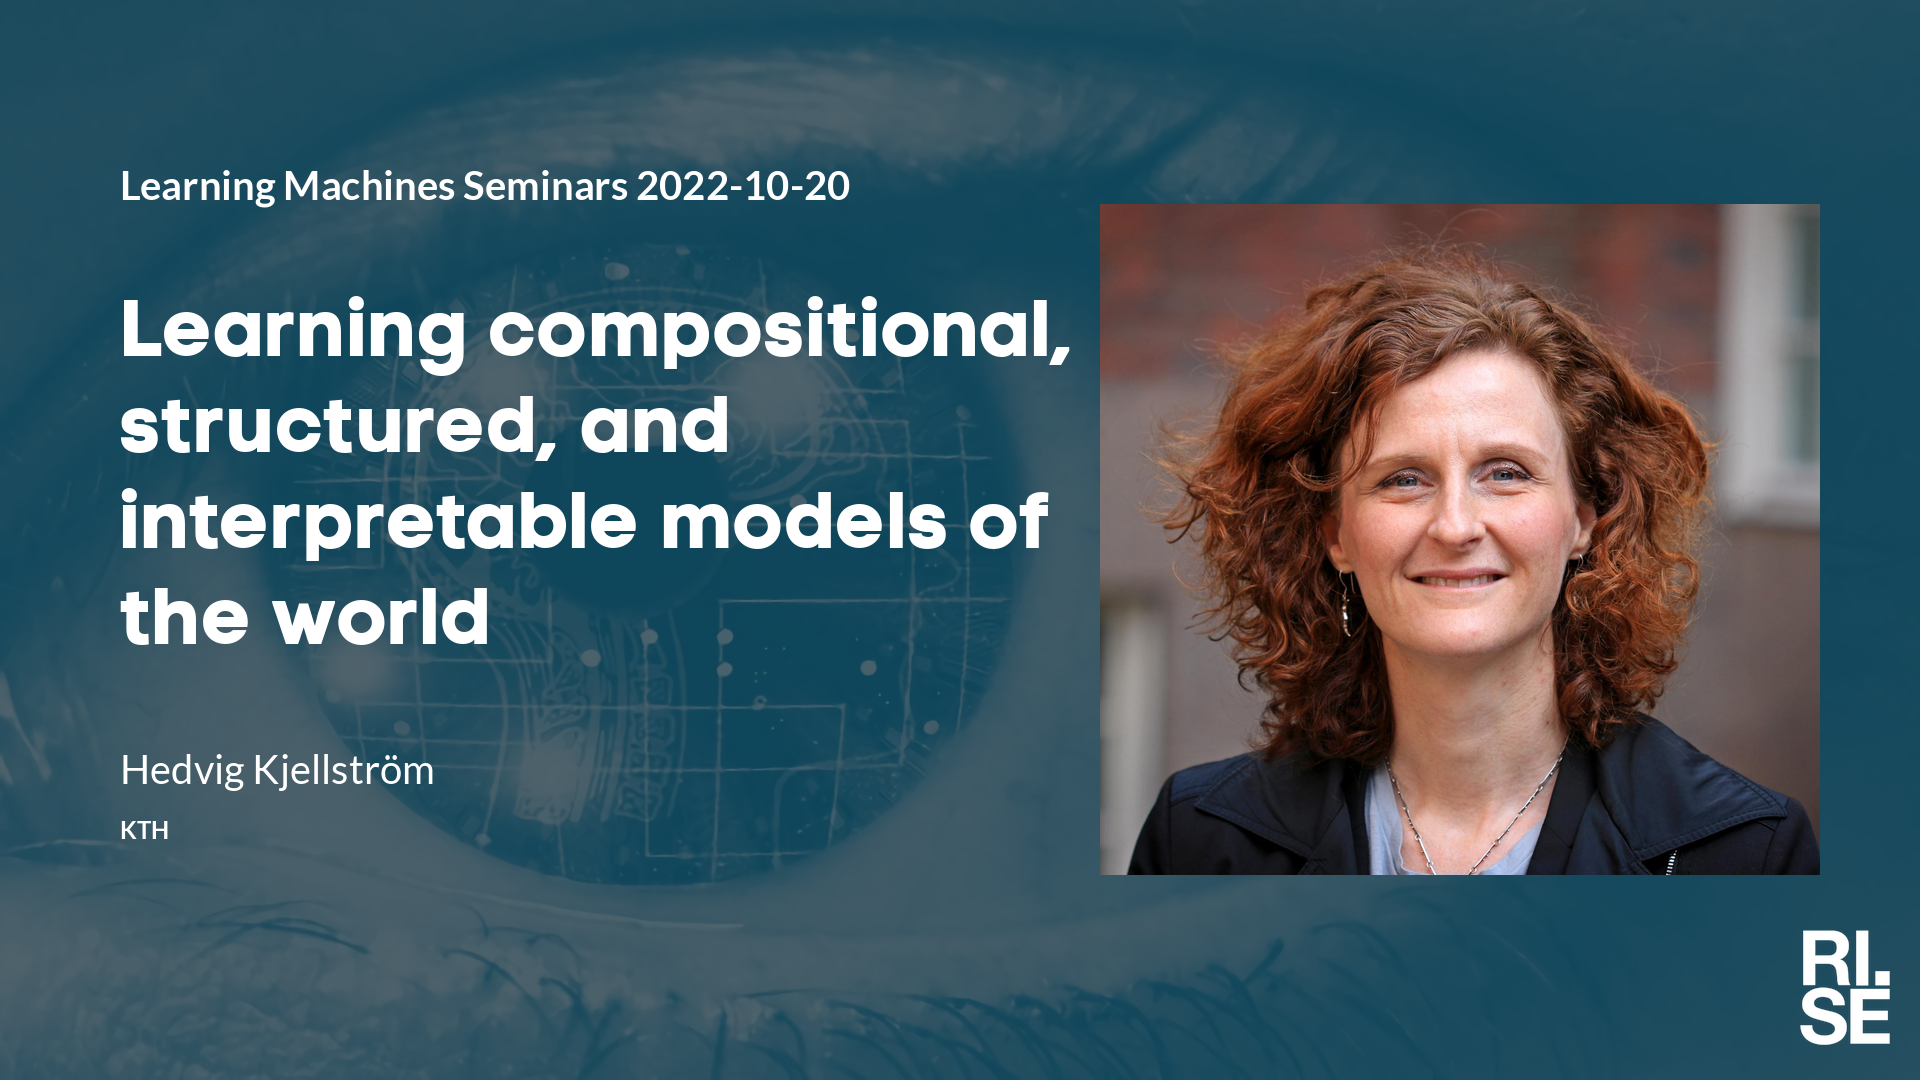 Learning Machines Seminars 2022-10-20
Learning compositional,
structured, and
interpretable models of
the world
Hedvig Kjellström
KTH
RI.
SE